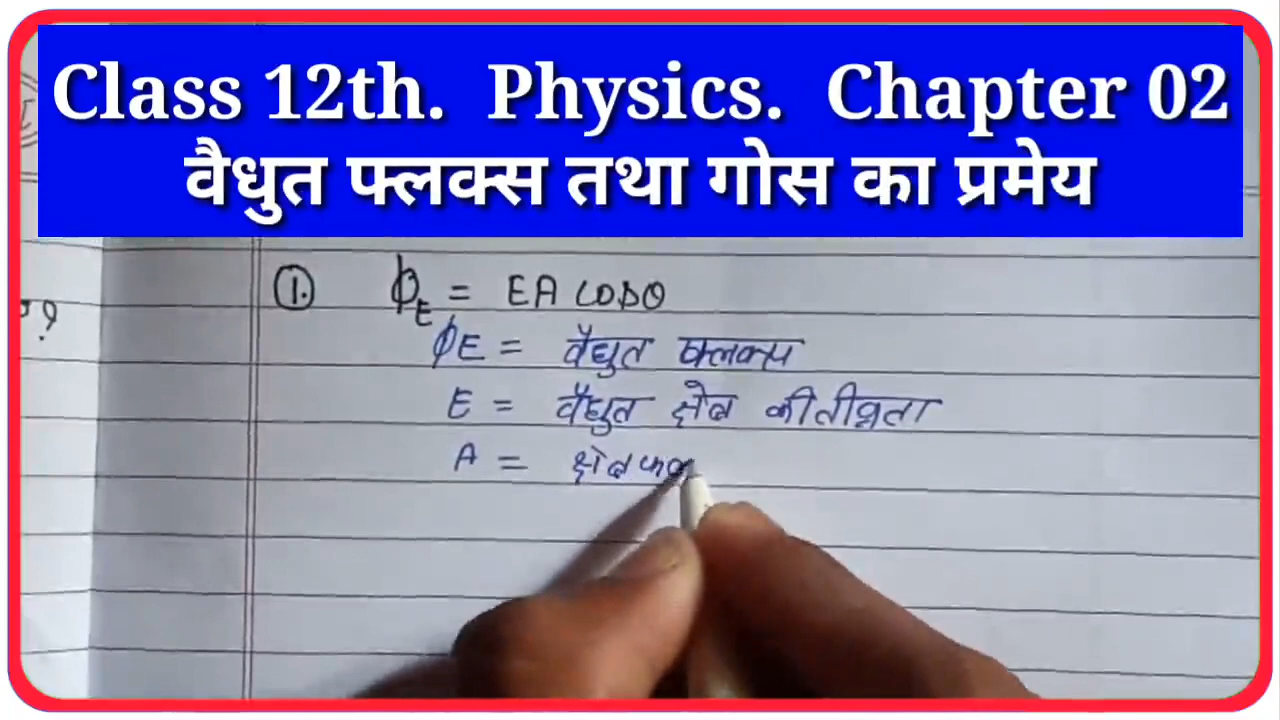 Class 12th. Physics. Chapter 02
वैधुत फ्लक्स तथा गोस का प्रमेय
① ϕE = EA cosθ
ϕE = वैधुत फ्लक्स
E = वैधुत क्षेत्र की तीव्रता
A = क्षेत्रफल
?